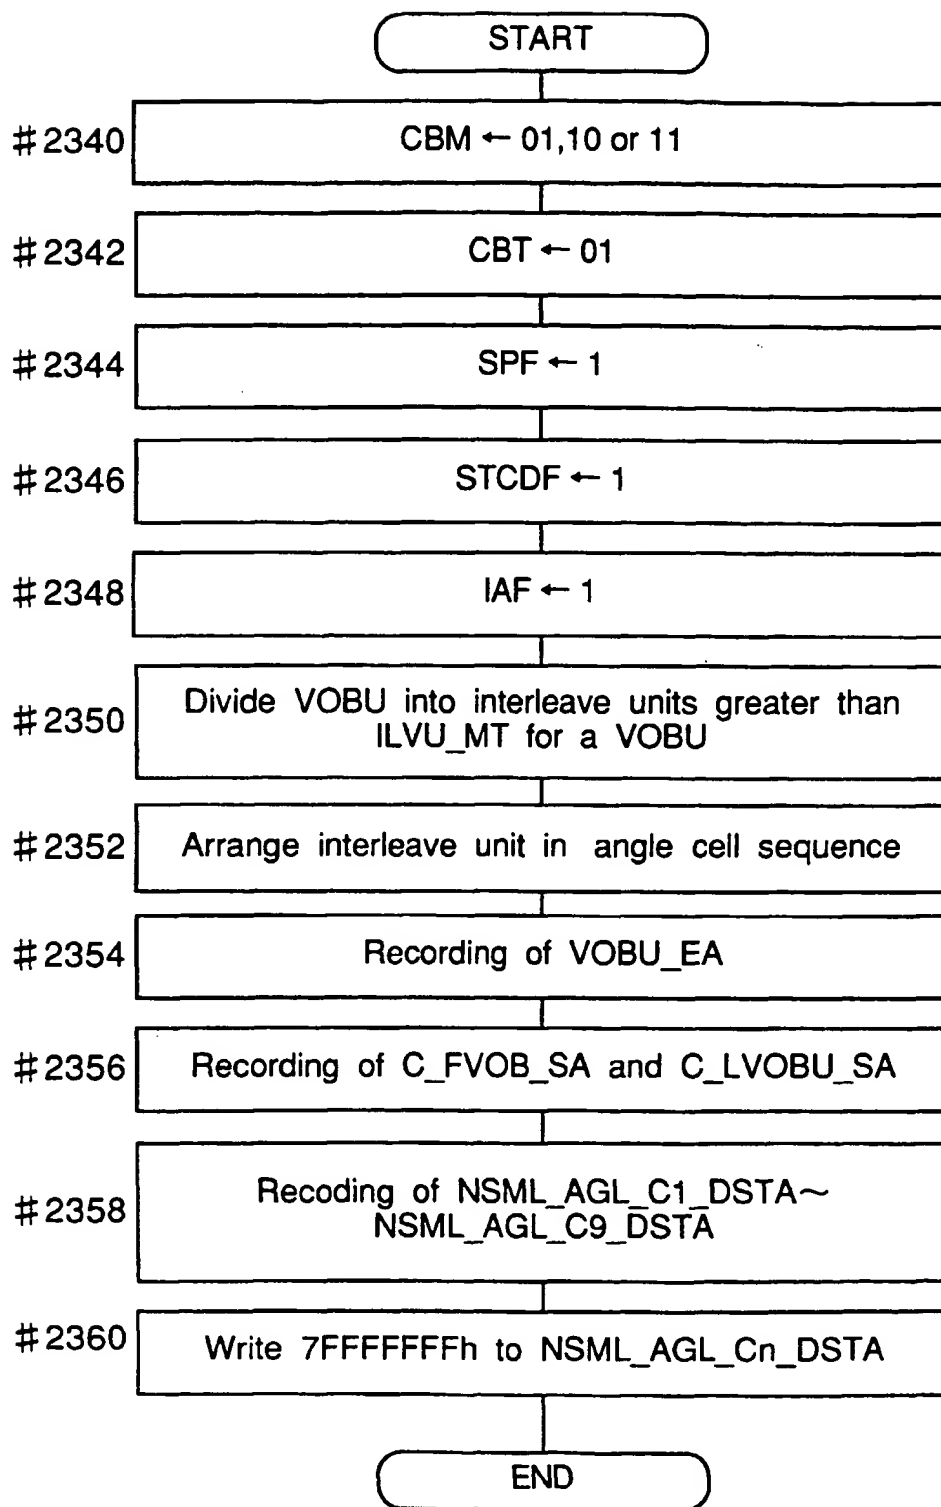 START
#2340 CBM ← 01,10 or 11
#2342 CBT ← 01
#2344 SPF ← 1
#2346 STCDF ← 1
#2348 IAF ← 1
#2350 Divide VOBU into interleave units greater than
ILVU_MT for a VOBU
#2352 Arrange interleave unit in angle cell sequence
#2354 Recording of VOBU_EA
#2356 Recording of C_FVOB_SA and C_LVOBU_SA
#2358 Recoding of NSML_AGL_C1_DSTA~
NSML_AGL_C9_DSTA
#2360 Write 7FFFFFFFh to NSML_AGL_Cn_DSTA
END